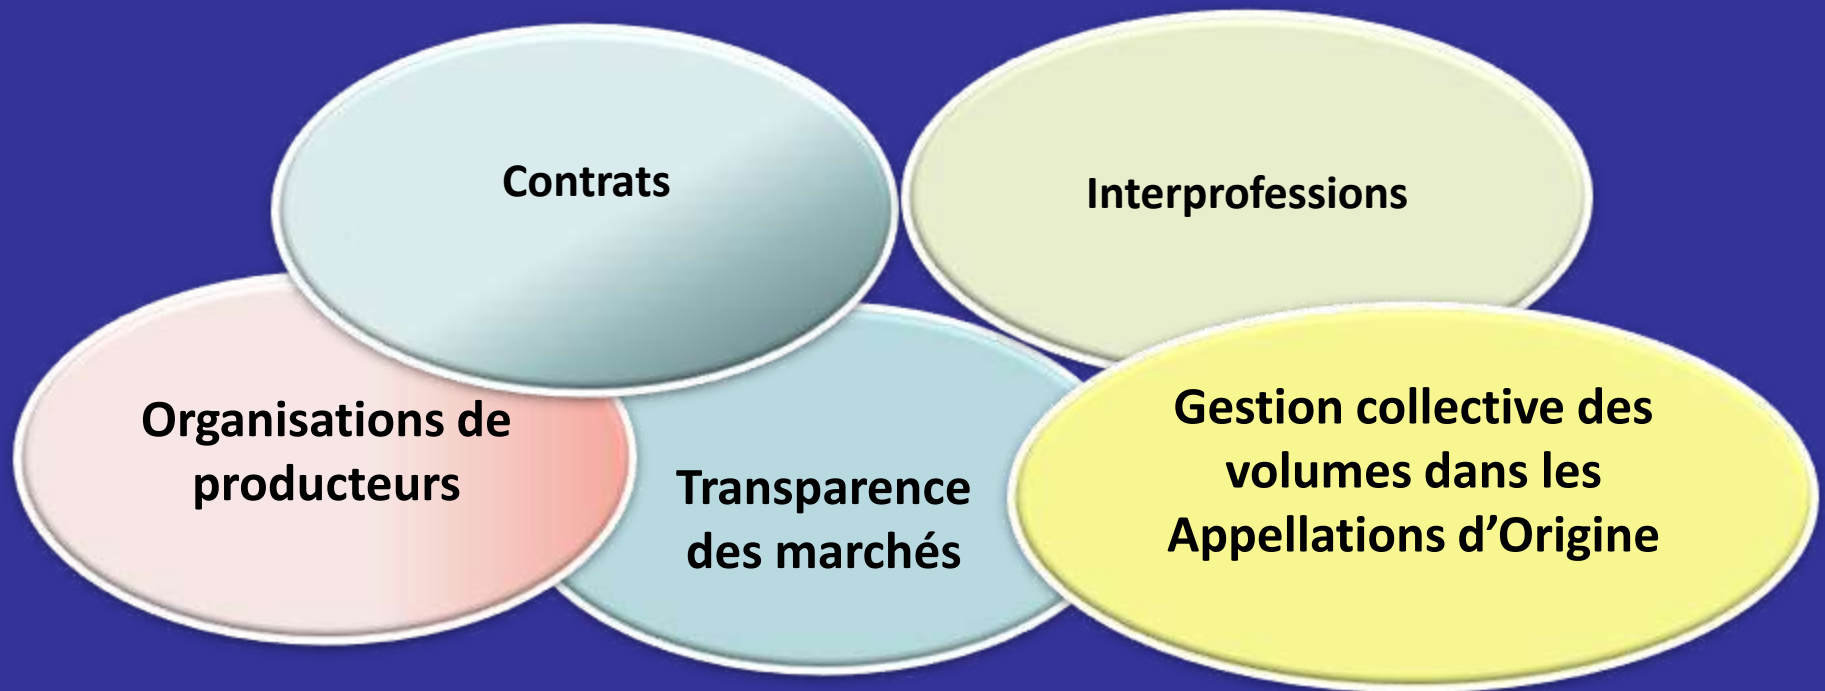 Contrats
Interprofessions
Organisations de
producteurs
Transparence
des marchés
Gestion collective des
volumes dans les
Appellations d’Origine